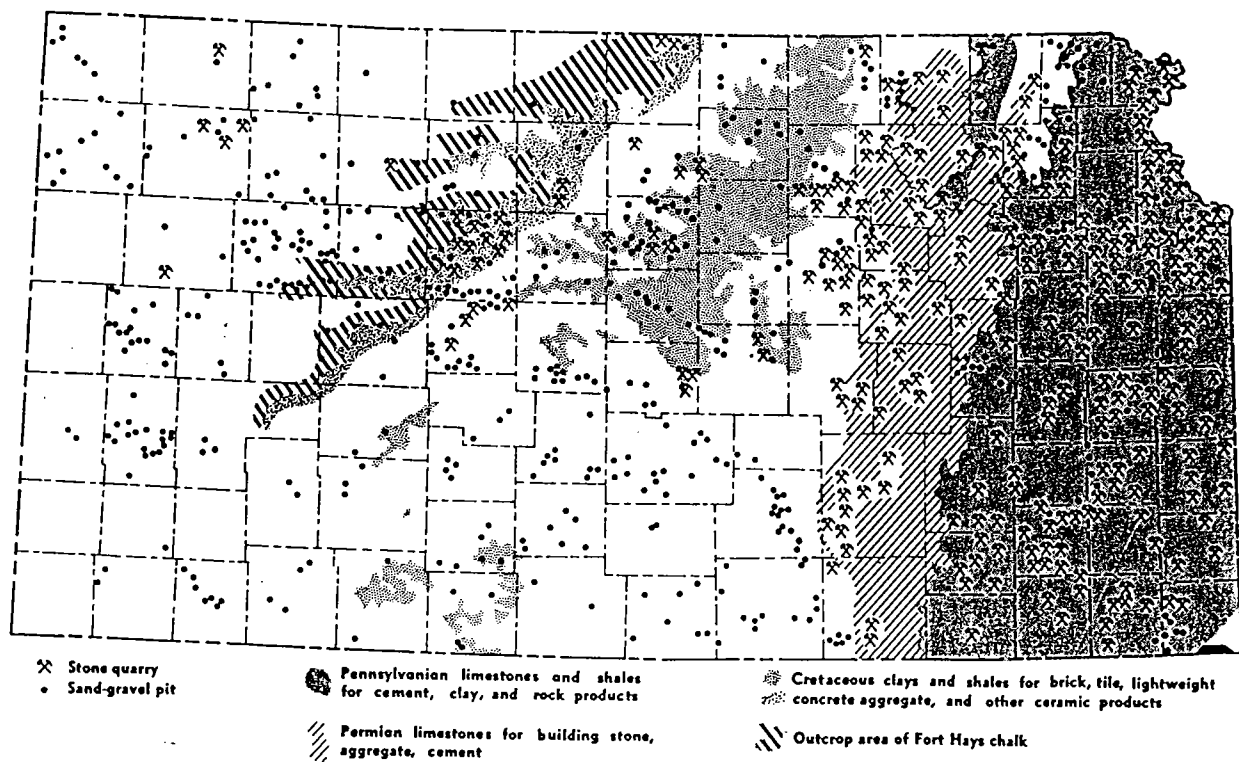 Stone quarry
Sand-gravel pit
Pennsylvanian limestones and shales
for cement, clay, and rock products
Permian limestones for building stone,
aggregate, cement
Cretaceous clays and shales for brick, tile, lightweight
concrete aggregate, and other ceramic products
Outcrop area of Fort Hays chalk